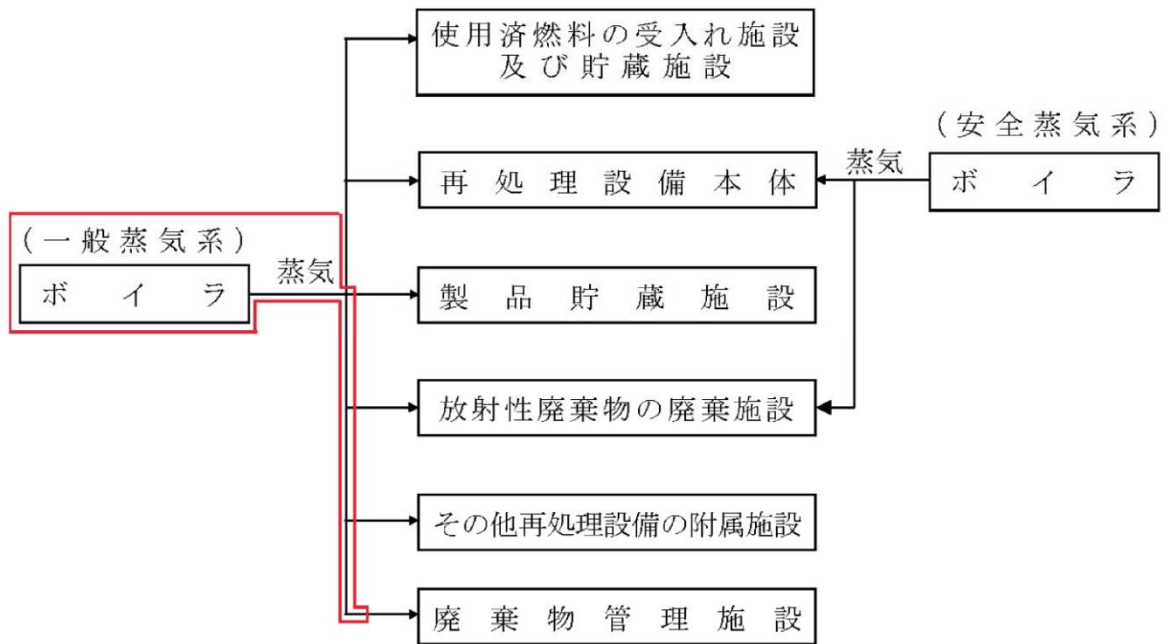 使用済燃料の受入れ施設
及び貯蔵施設
(安全蒸気系)
蒸気
再処理設備本体
ボイラ
(一般蒸気系)
蒸気
ボイラ
製品貯蔵施設
放射性廃棄物の廃棄施設
その他再処理設備の附属施設
廃棄物管理施設